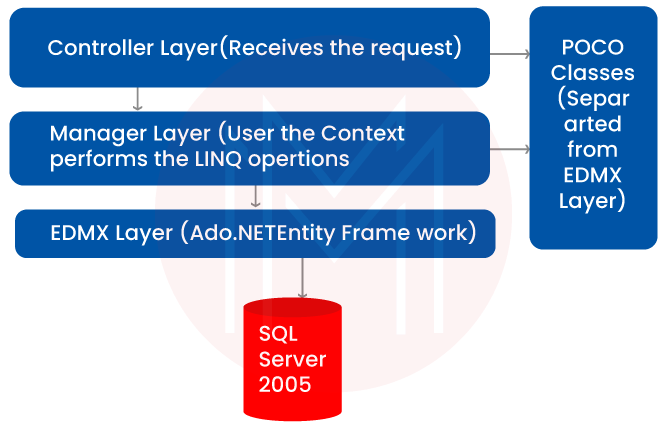 Controller Layer(Receives the request)
POCO
Classes
(Separ
arted
from
EDMX
Layer)
Manager Layer (User the Context
performs the LINQ opertions
EDMX Layer (Ado.NETEntity Frame work)
SQL
Server
2005